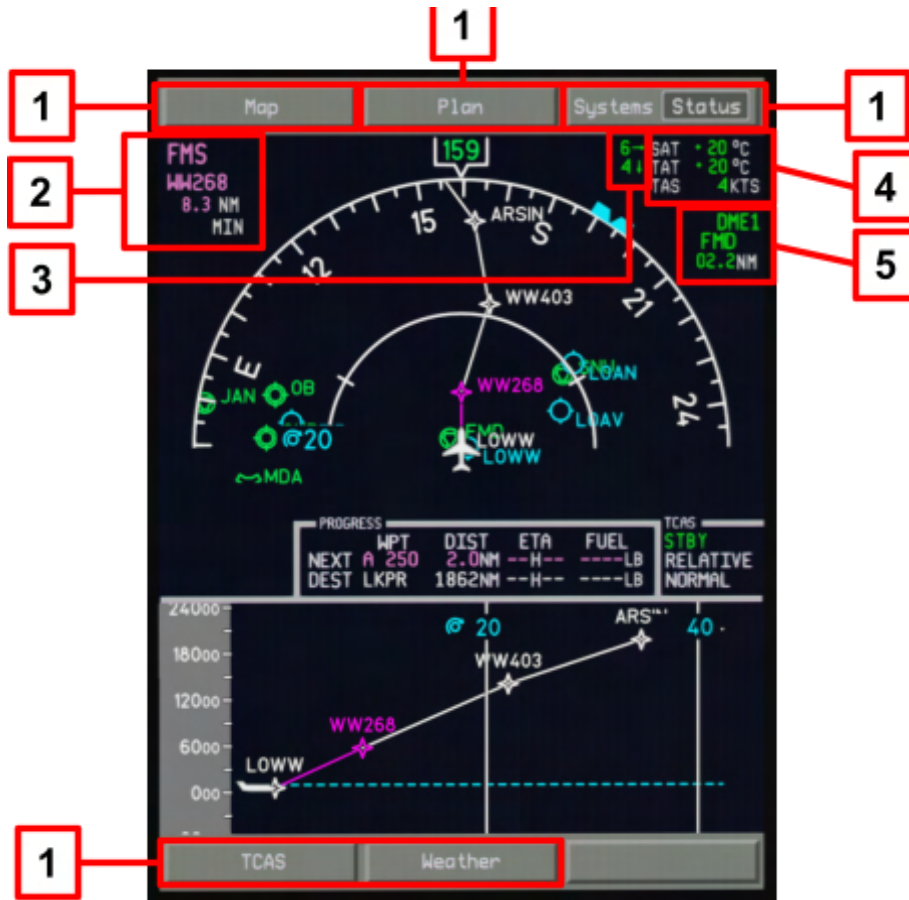 1
1
1
Map
Plan
Systems Status
FMS
WW268
8.3 NM
MIN
2
159
6→ SAT +20 °C
4↓ TAT +20 °C
TAS 4KTS
4
DME1
FMD
02.2NM
5
3
12
15
S
21
24
E
ARSIN
WW403
WW268
JAN
OB
20
MDA
FMD
LOWW
LOWW
LOAN
LOAV
PROGRESS
WPT DIST ETA FUEL
NEXT A 250 2.0NM --H-- ----LB
DEST LKPR 1862NM --H-- ----LB
TCAS
STBY
RELATIVE
NORMAL
24000
18000
12000
6000
000
20
40
WW403
WW268
LOWW
1
TCAS
Weather